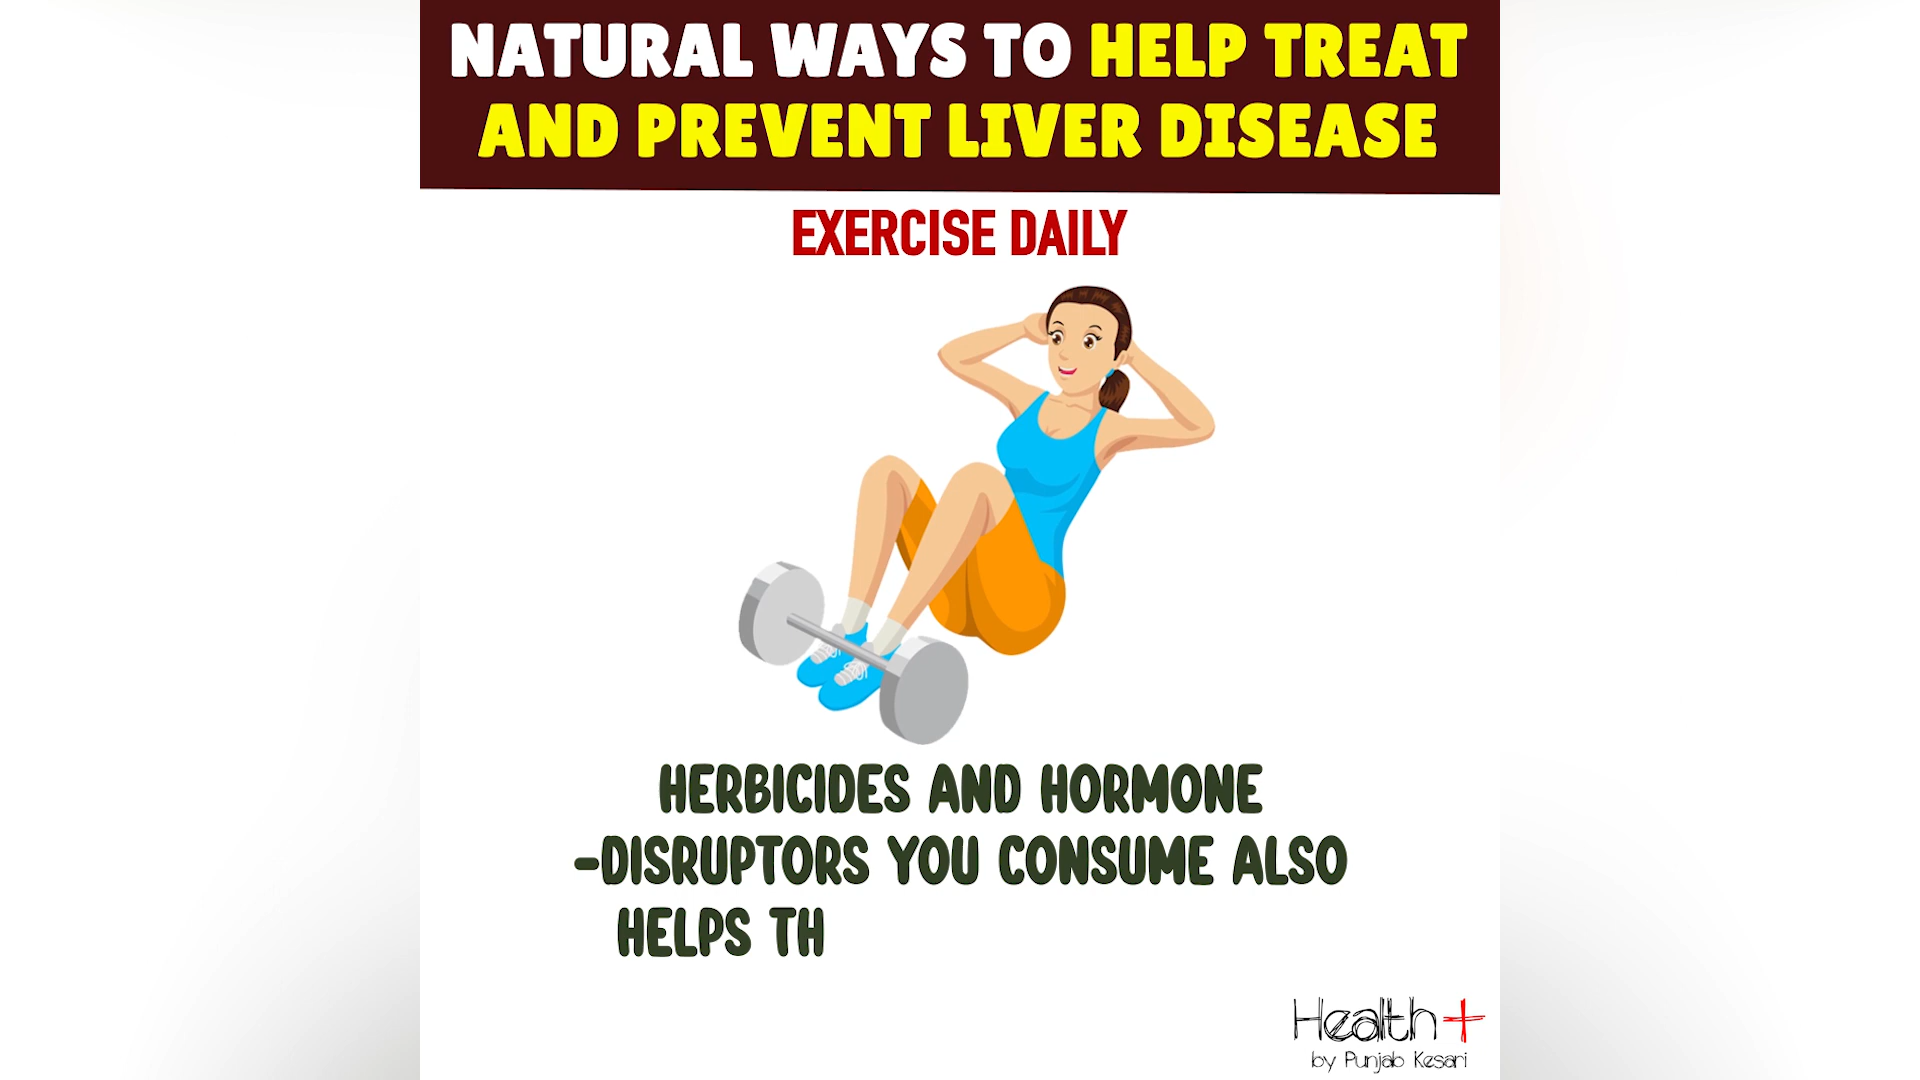 NATURAL WAYS TO HELP TREAT
AND PREVENT LIVER DISEASE
EXERCISE DAILY
HERBICIDES AND HORMONE
-DISRUPTORS YOU CONSUME ALSO
HELPS TH
Health+
by Punjab Kesari